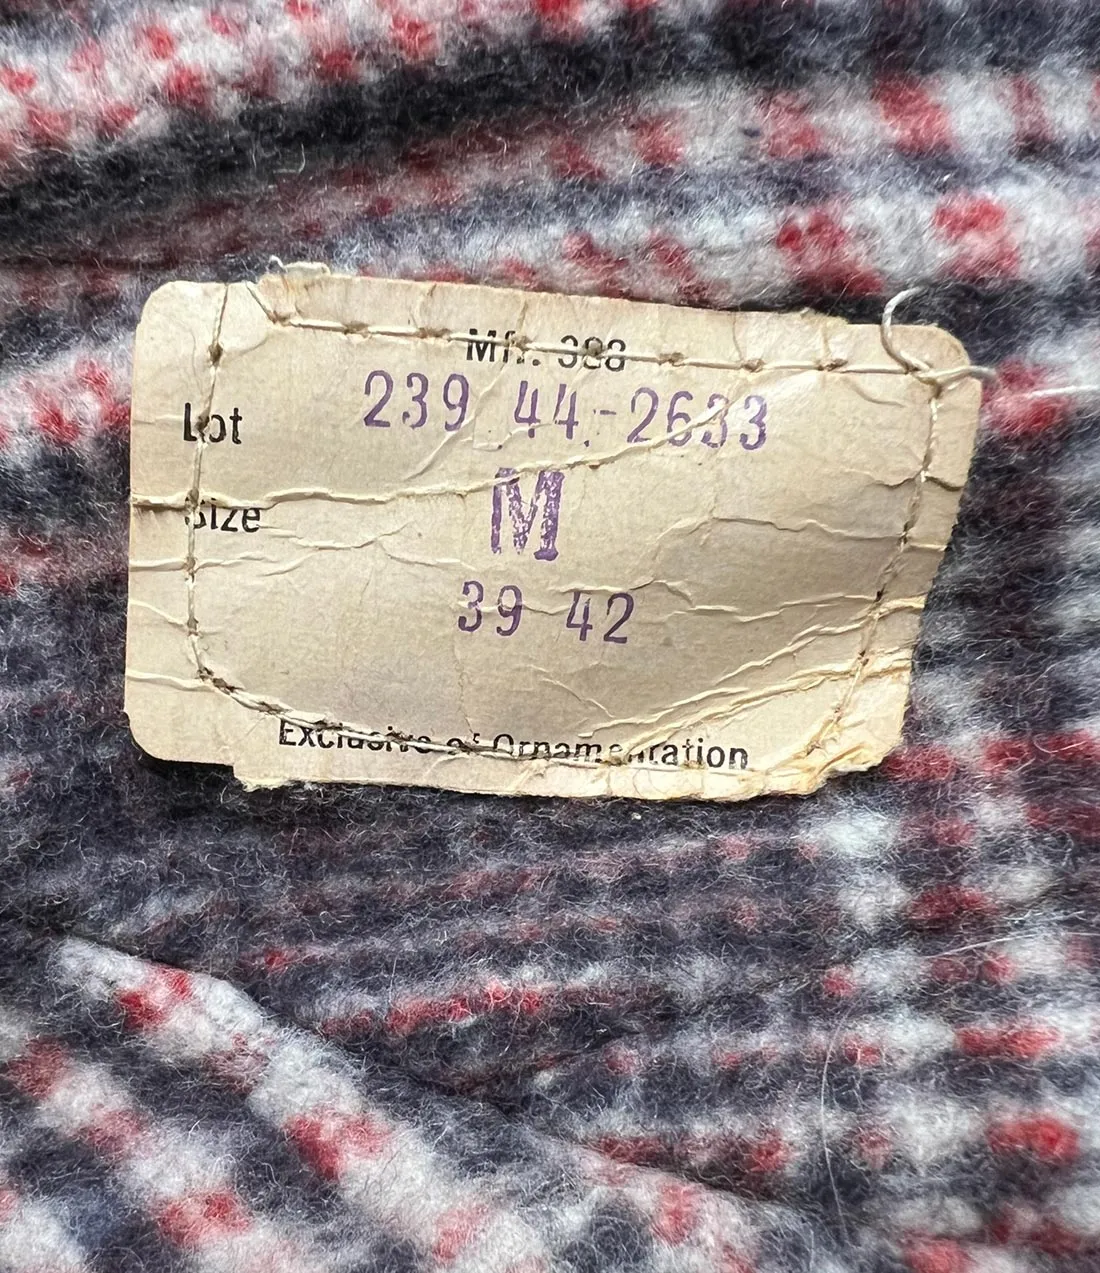 Mfr. 388
Lot 239 44-2633
Size M
39 42
Exclusive of Ornamentation